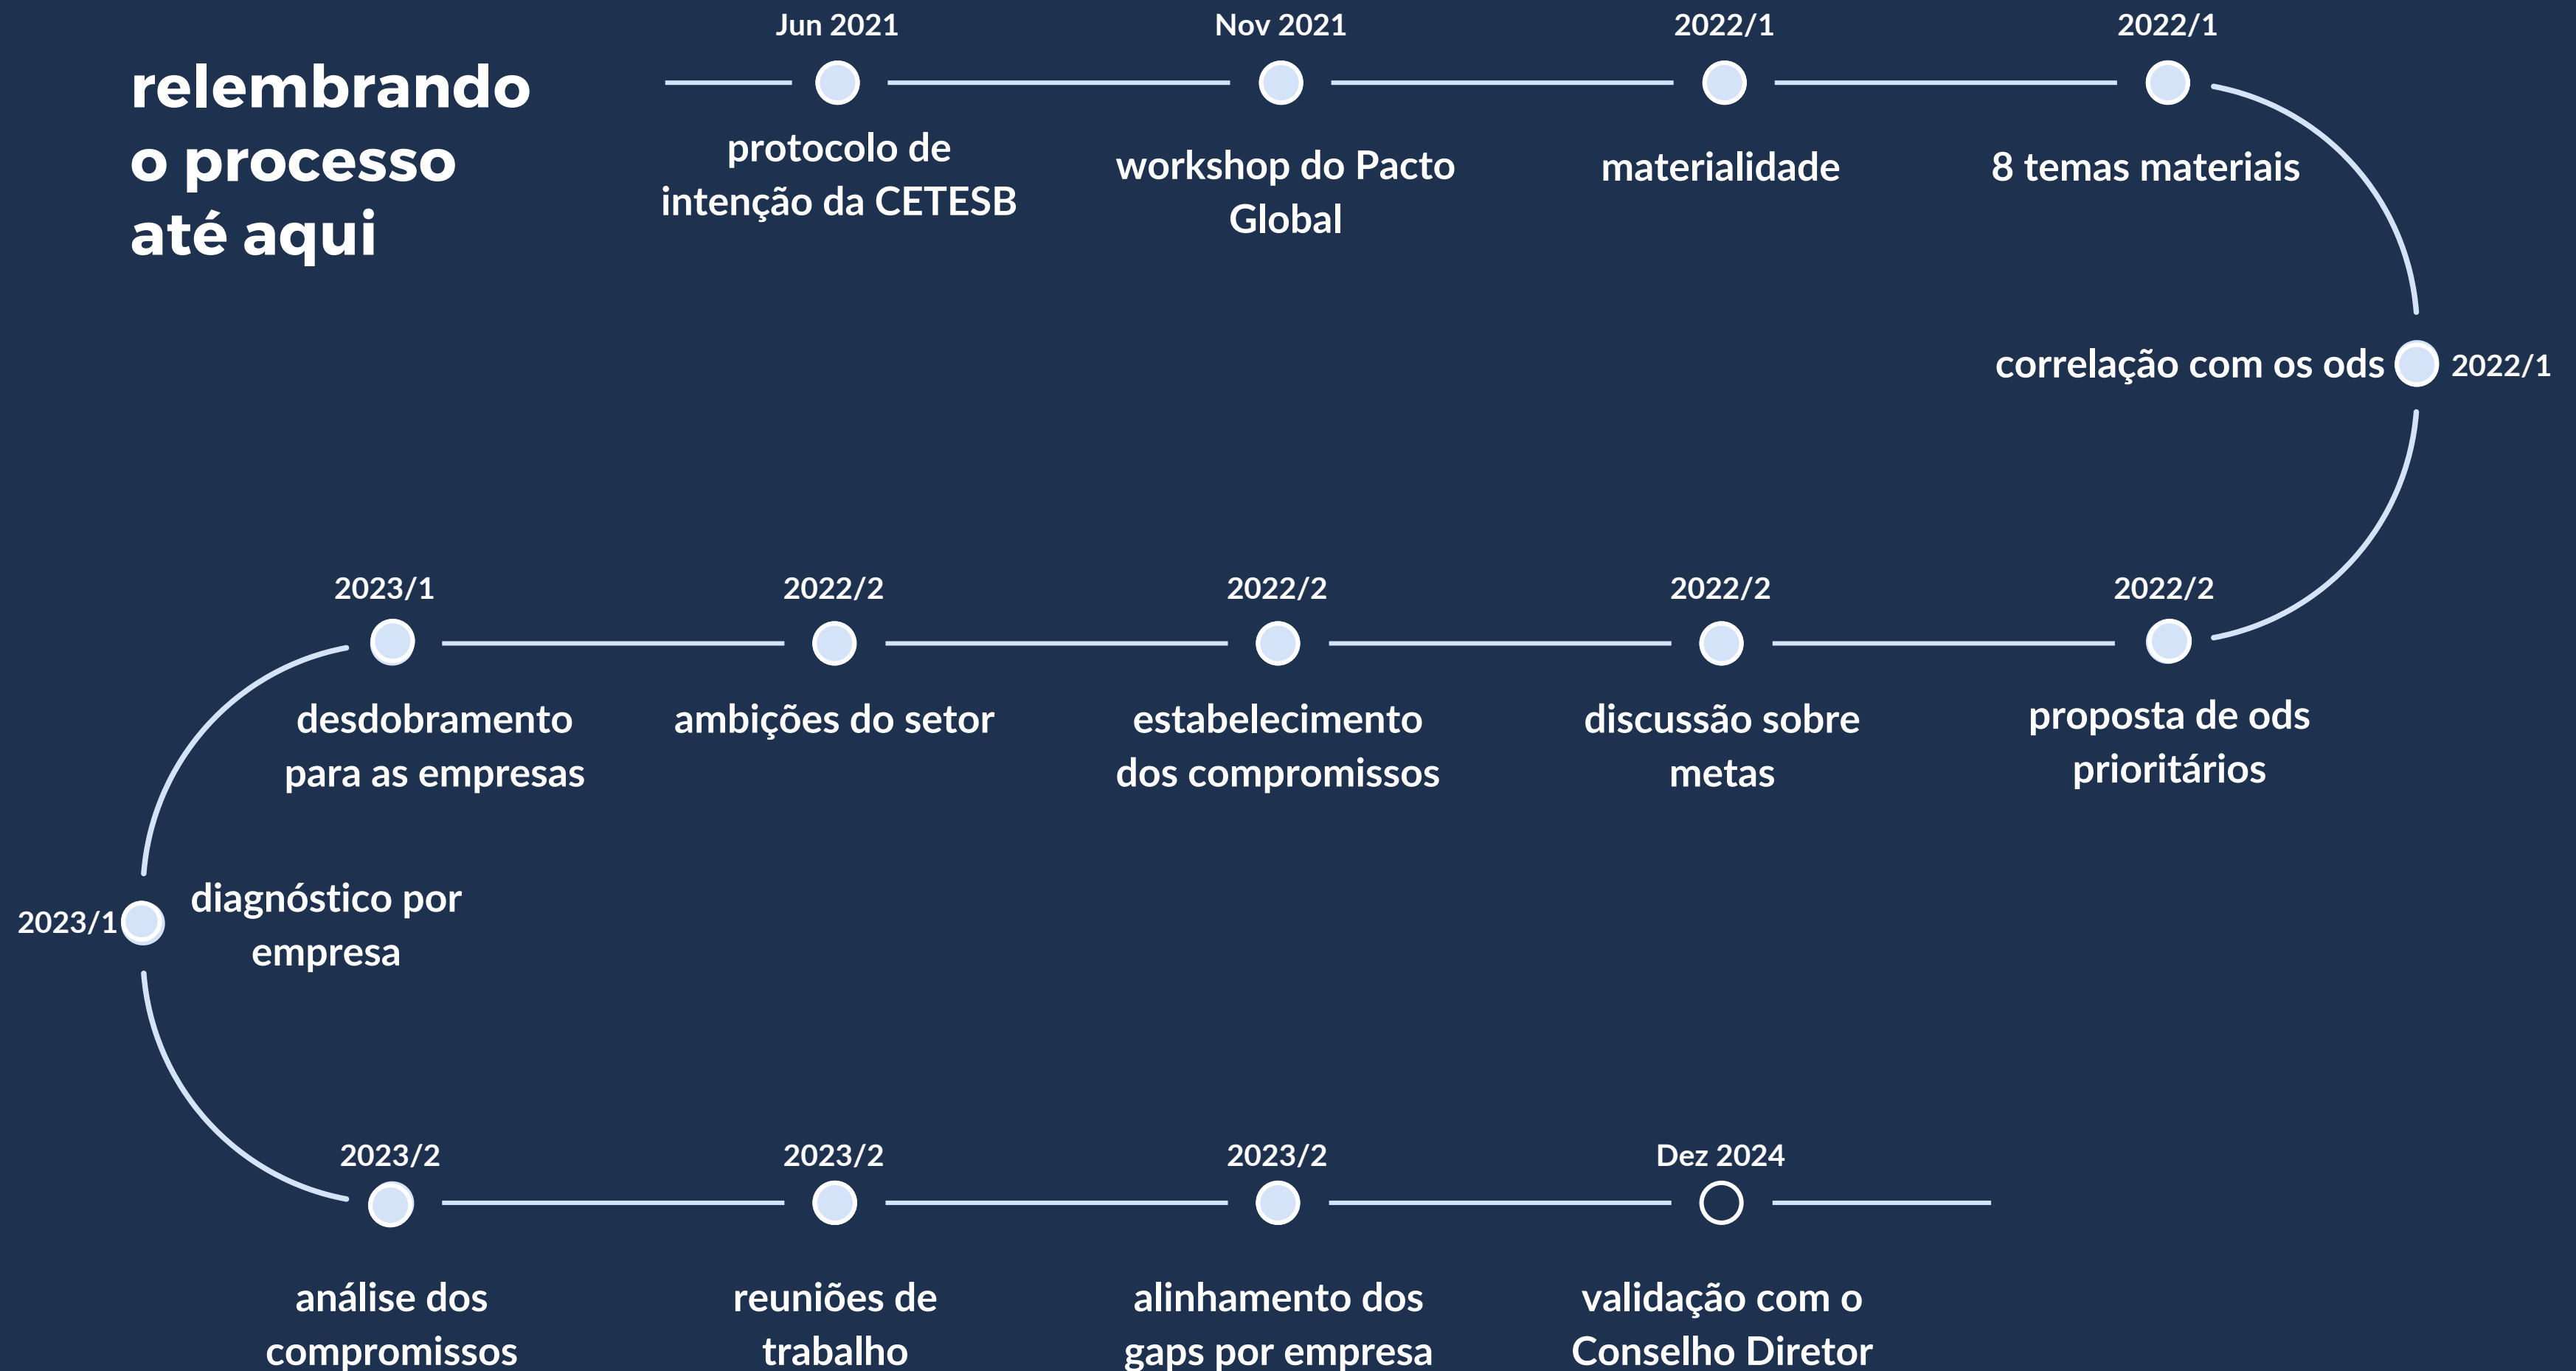 relembrando
o processo
até aqui
Jun 2021
protocolo de
intenção da CETESB
Nov 2021
workshop do Pacto
Global
2022/1
materialidade
2022/1
8 temas materiais
correlação com os ods
2022/1
2022/2
proposta de ods
prioritários
2022/2
discussão sobre
metas
2022/2
estabelecimento
dos compromissos
2022/2
ambições do setor
2023/1
desdobramento
para as empresas
2023/1
diagnóstico por
empresa
2023/2
análise dos
compromissos
2023/2
reuniões de
trabalho
2023/2
alinhamento dos
gaps por empresa
Dez 2024
validação com o
Conselho Diretor